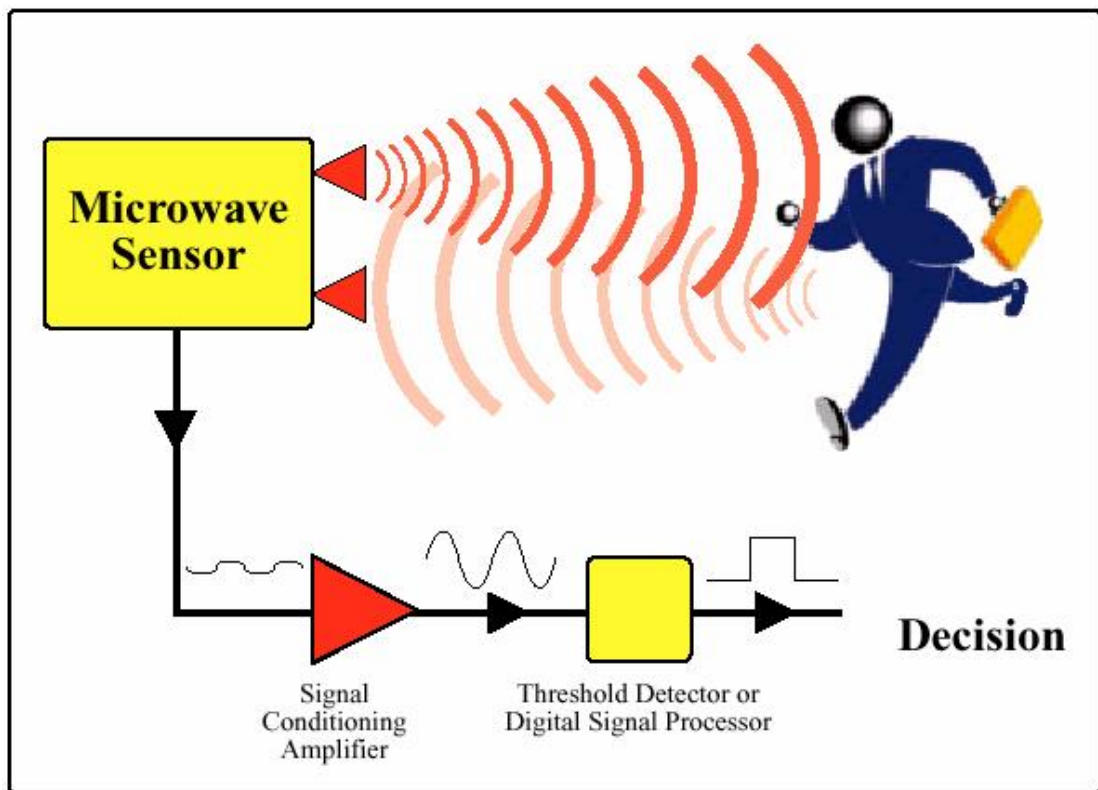 Microwave
Sensor
Signal
Conditioning
Amplifier
Threshold Detector or
Digital Signal Processor
Decision